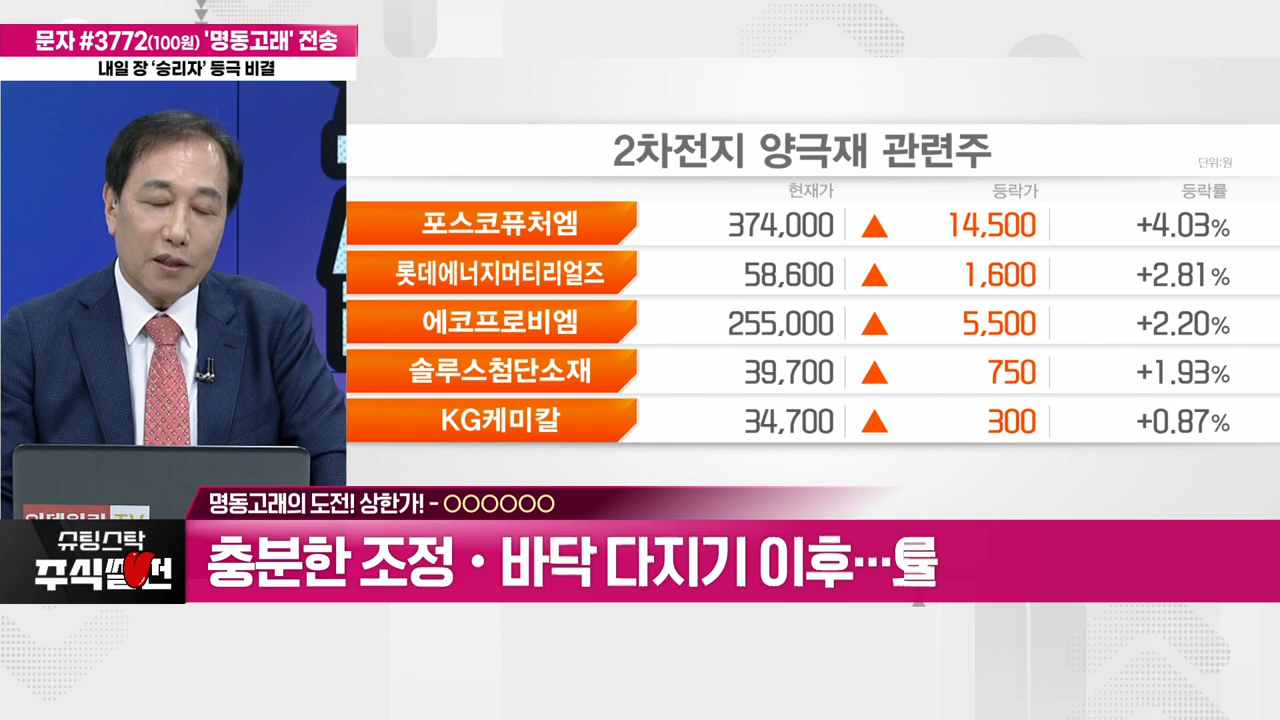 문자 #3772(100원) '명동고래' 전송
내일 장 '승리자' 등극 비결
2차전지 양극재 관련주
단위:원
현재가 등락가 등락률
포스코퓨처엠 374,000 ▲ 14,500 +4.03%
롯데에너지머티리얼즈 58,600 ▲ 1,600 +2.81%
에코프로비엠 255,000 ▲ 5,500 +2.20%
솔루스첨단소재 39,700 ▲ 750 +1.93%
KG케미칼 34,700 ▲ 300 +0.87%
명동고래의 도전! 상한가! - ○○○○○○
슈팅스탁
주식썰전
충분한 조정·바닥 다지기 이후…